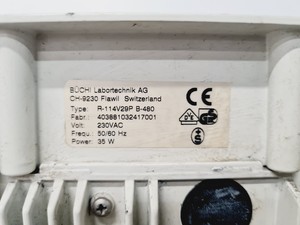 BÜCHI Labortechnik AG
CH-9230 Flawil Switzerland
Type: R-114V29P B-480
Fabr.: 403881032417001
Volt: 230VAC
Frequ.: 50/60 Hz
Power: 35 W
CE